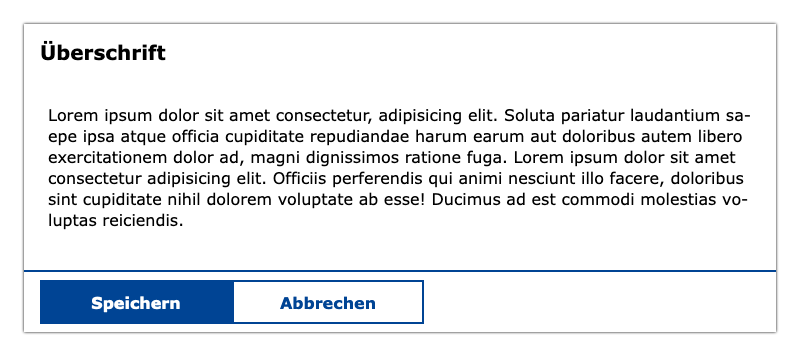 Überschrift
Lorem ipsum dolor sit amet consectetur, adipisicing elit. Soluta pariatur laudantium sa-
epe ipsa atque officia cupiditate repudiandae harum earum aut doloribus autem libero
exercitationem dolor ad, magni dignissimos ratione fuga. Lorem ipsum dolor sit amet
consectetur adipisicing elit. Officiis perferendis qui animi nesciunt illo facere, doloribus
sint cupiditate nihil dolorem voluptate ab esse! Ducimus ad est commodi molestias vo-
luptas reiciendis.
Speichern Abbrechen